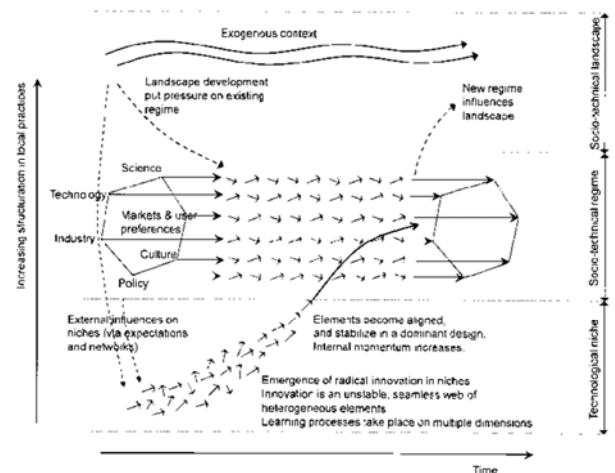 Exogenous context
Landscape development
put pressure on existing
regime
New regime
influences
landscape
Science
Technology
Markets & user
preferences
Industry
Culture
Policy
External influences on
niches (via expectations
and networks)
Elements become aligned,
and stabilize in a dominant design.
Internal momentum increases.
Emergence of radical innovation in niches
Innovation is an unstable, seamless web of
heterogeneous elements
Learning processes take place on multiple dimensions
Time
Increasing structuration in local practices
Socio-technical landscape
Socio-technical regime
Technological niche